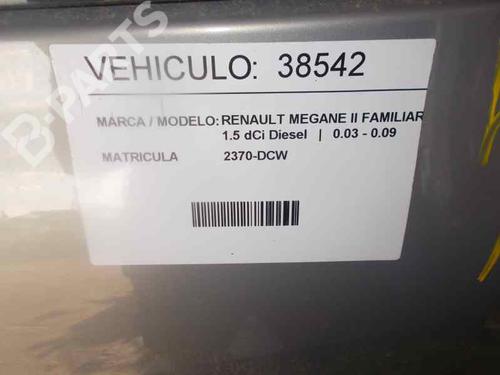 B-PARTS
VEHICULO: 38542
MARCA / MODELO: RENAULT MEGANE II FAMILIAR
1.5 dCi Diesel | 0.03 - 0.09
MATRICULA 2370-DCW